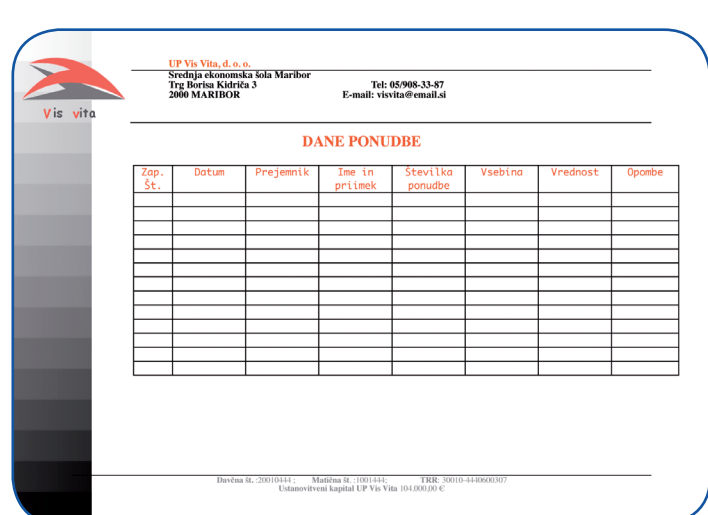 UP Vis Vita, d. o. o.
Srednja ekonomska šola Maribor
Trg Borisa Kidriča 3 Tel: 05/908-33-87
2000 MARIBOR E-mail: visvita@email.si
Vis vita
DANE PONUDBE
Zap. Št. Datum Prejemnik Ime in priimek Številka ponudbe Vsebina Vrednost Opombe
Davčna št. :20010444 ; Matična št. :1001444; TRR: 30010-4440600307
Ustanovitveni kapital UP Vis Vita 104.000,00 €